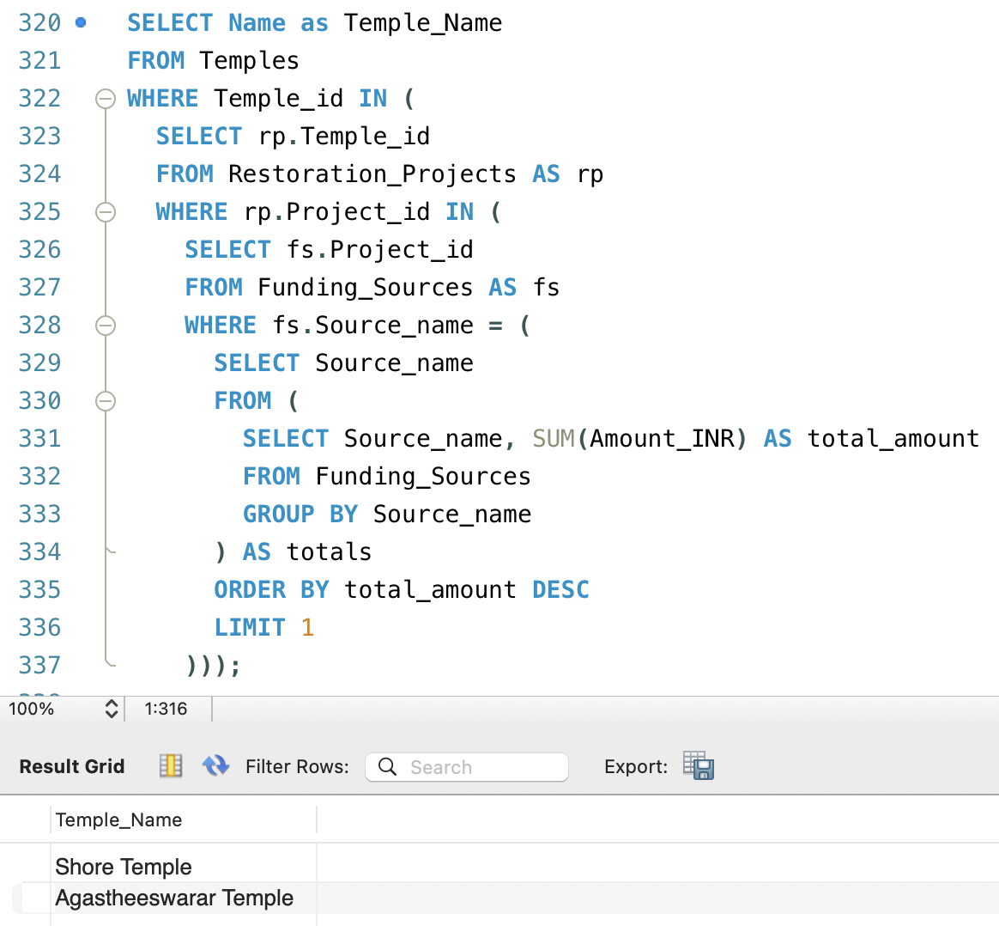 320 SELECT Name as Temple_Name
321 FROM Temples
322 WHERE Temple_id IN (
323 SELECT rp.Temple_id
324 FROM Restoration_Projects AS rp
325 WHERE rp.Project_id IN (
326 SELECT fs.Project_id
327 FROM Funding_Sources AS fs
328 WHERE fs.Source_name = (
329 SELECT Source_name
330 FROM (
331 SELECT Source_name, SUM(Amount_INR) AS total_amount
332 FROM Funding_Sources
333 GROUP BY Source_name
334 ) AS totals
335 ORDER BY total_amount DESC
336 LIMIT 1
337 )));
100% 1:316
Result Grid Filter Rows: Search Export:
Temple_Name
Shore Temple
Agastheeswarar Temple